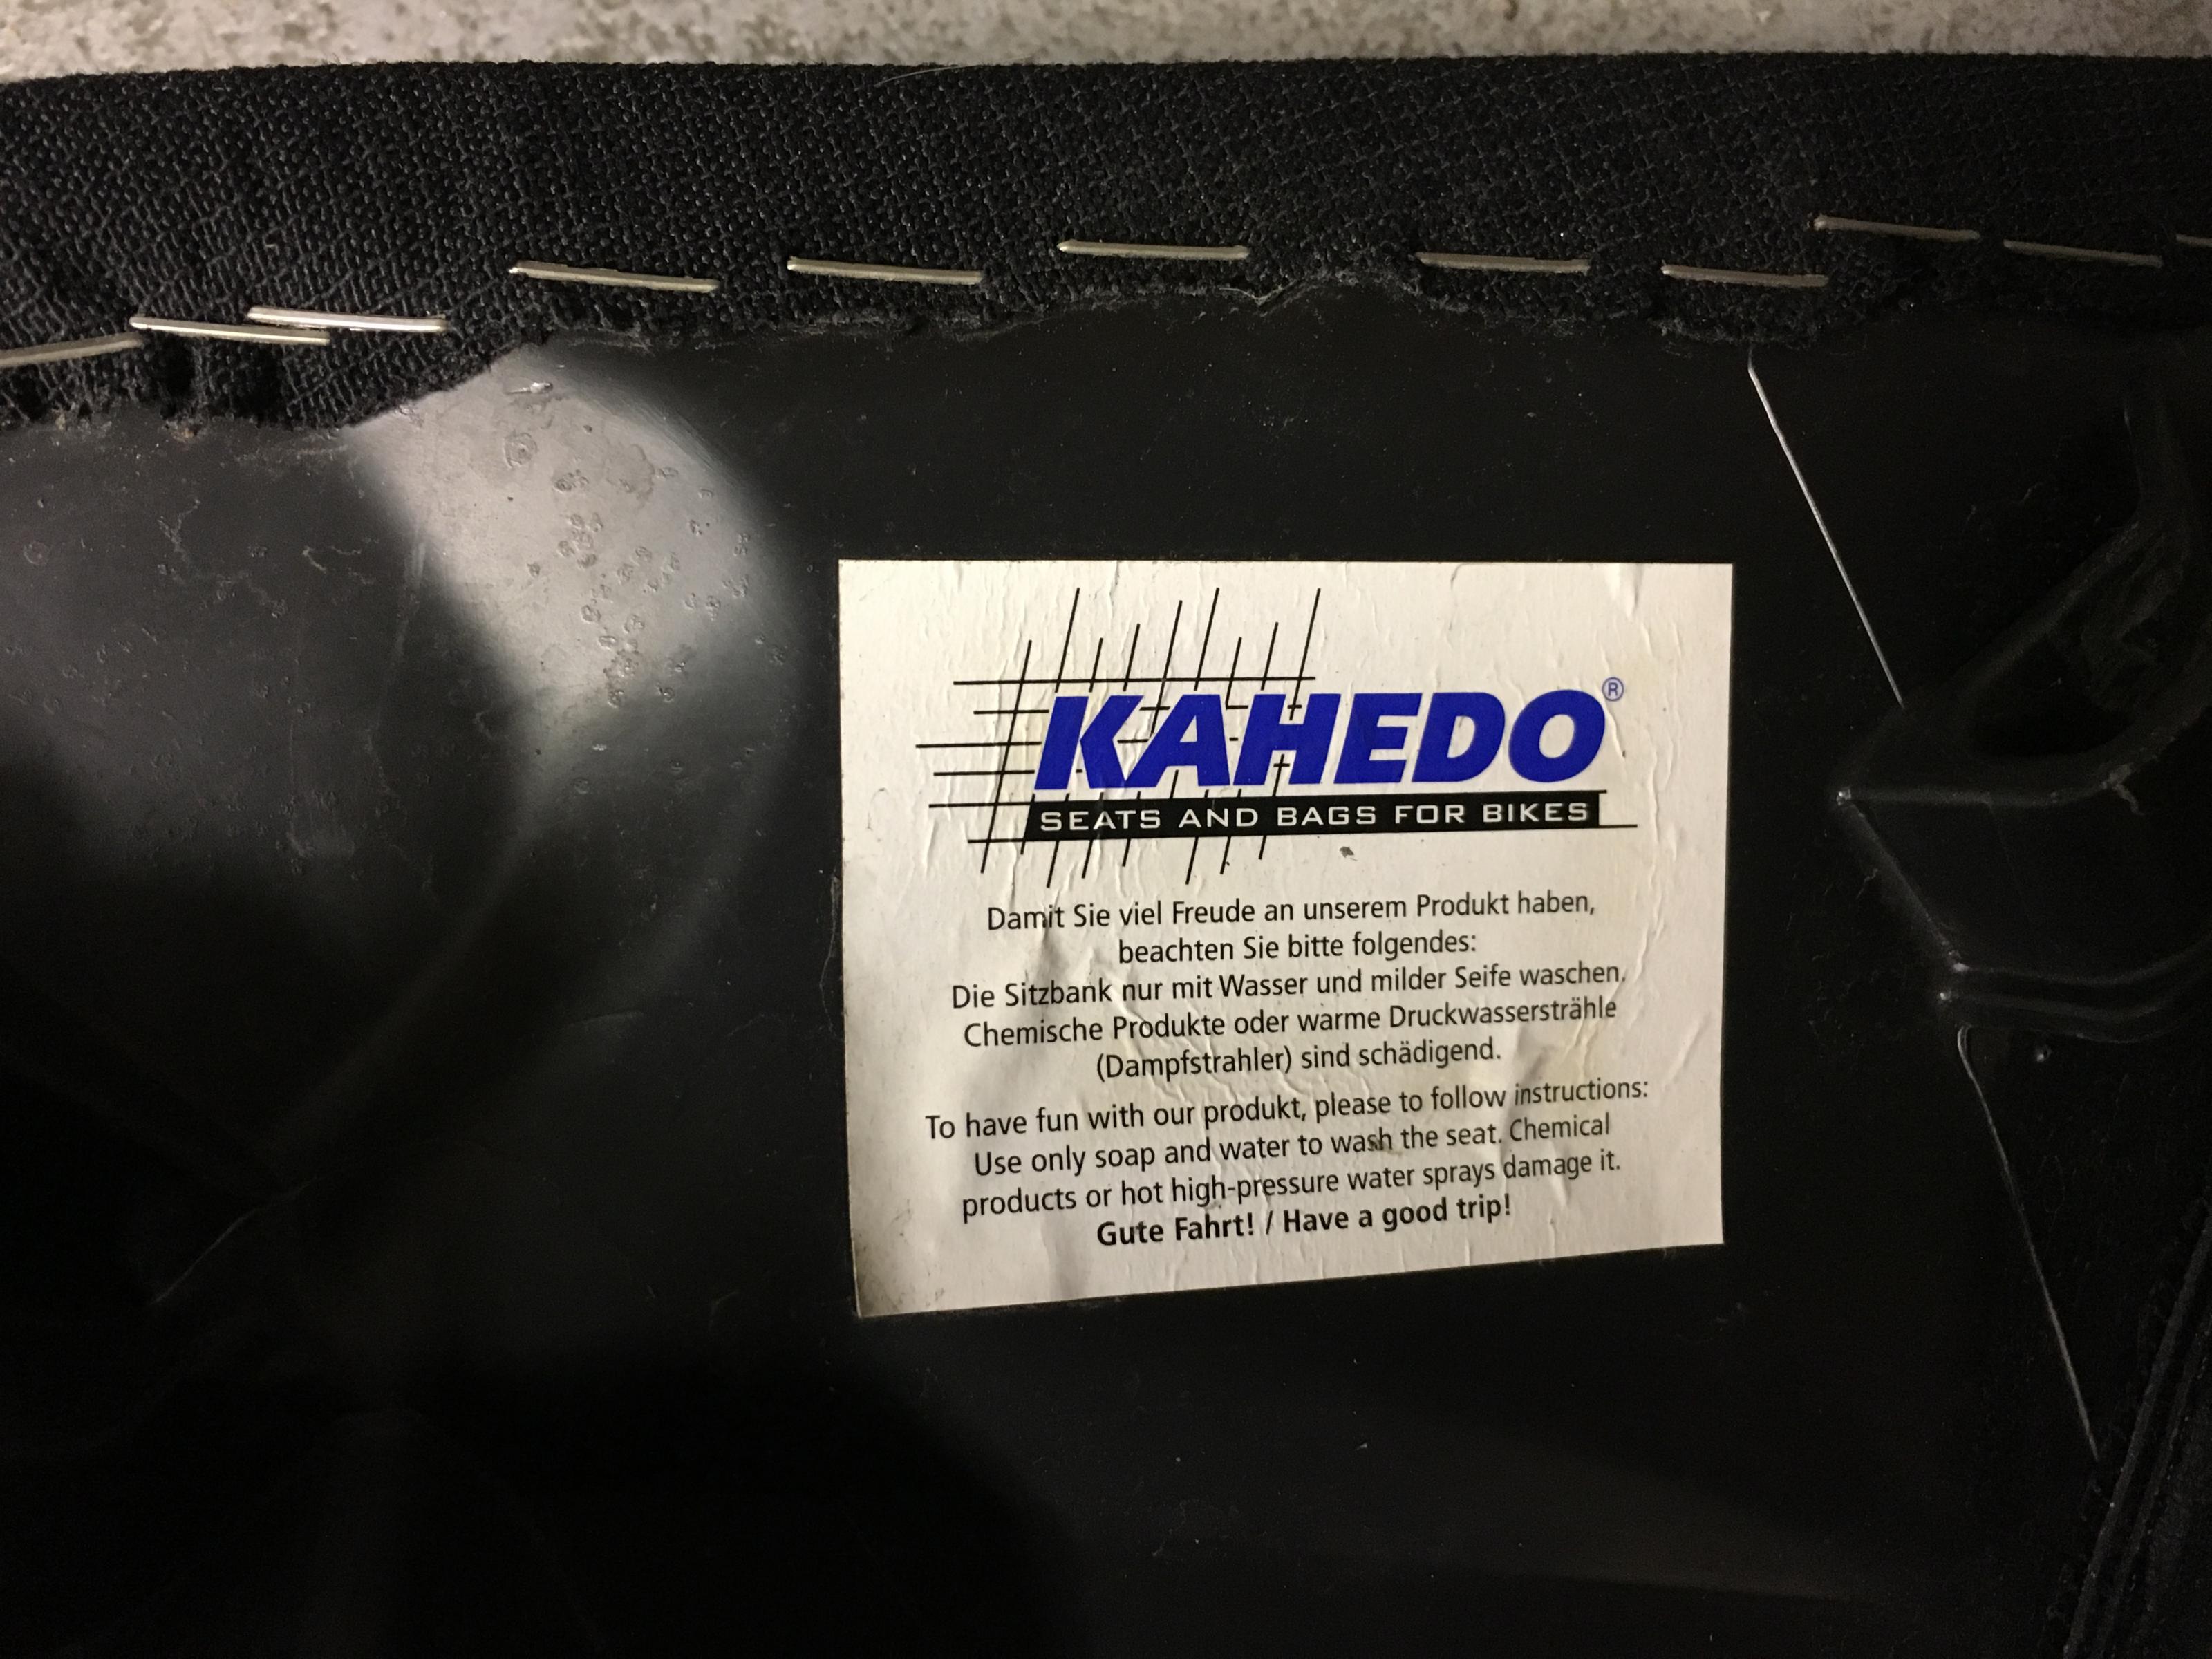 KAHEDO®
SEATS AND BAGS FOR BIKES
Damit Sie viel Freude an unserem Produkt haben,
beachten Sie bitte folgendes:
Die Sitzbank nur mit Wasser und milder Seife waschen.
Chemische Produkte oder warme Druckwassersträhle
(Dampfstrahler) sind schädigend.
To have fun with our produkt, please to follow instructions:
Use only soap and water to wash the seat. Chemical
products or hot high-pressure water sprays damage it.
Gute Fahrt! / Have a good trip!